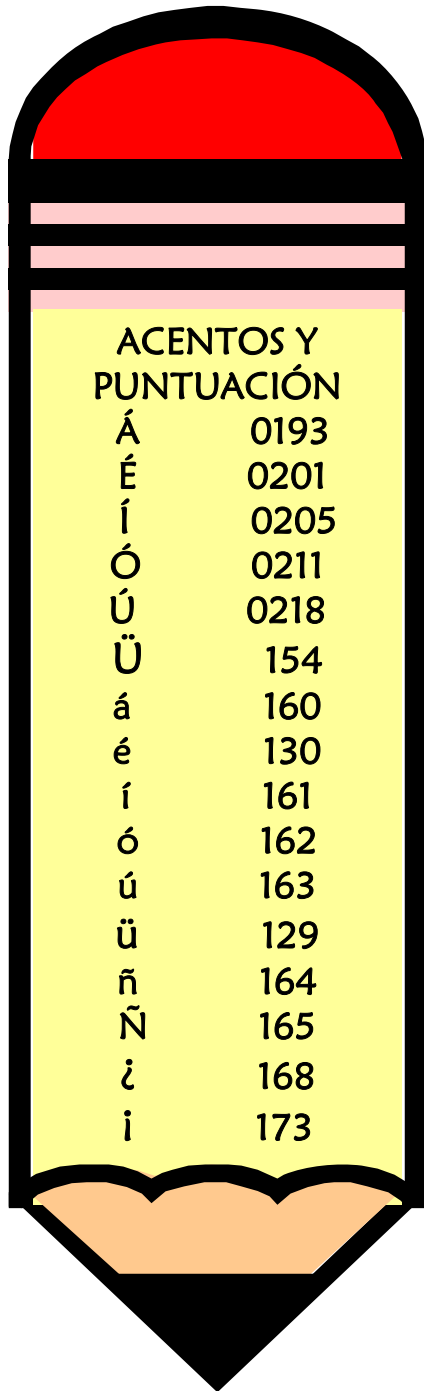 ACENTOS Y
PUNTUACIÓN
Á 0193
É 0201
Í 0205
Ó 0211
Ú 0218
Ü 154
á 160
é 130
í 161
ó 162
ú 163
ü 129
ñ 164
Ñ 165
¿ 168
¡ 173